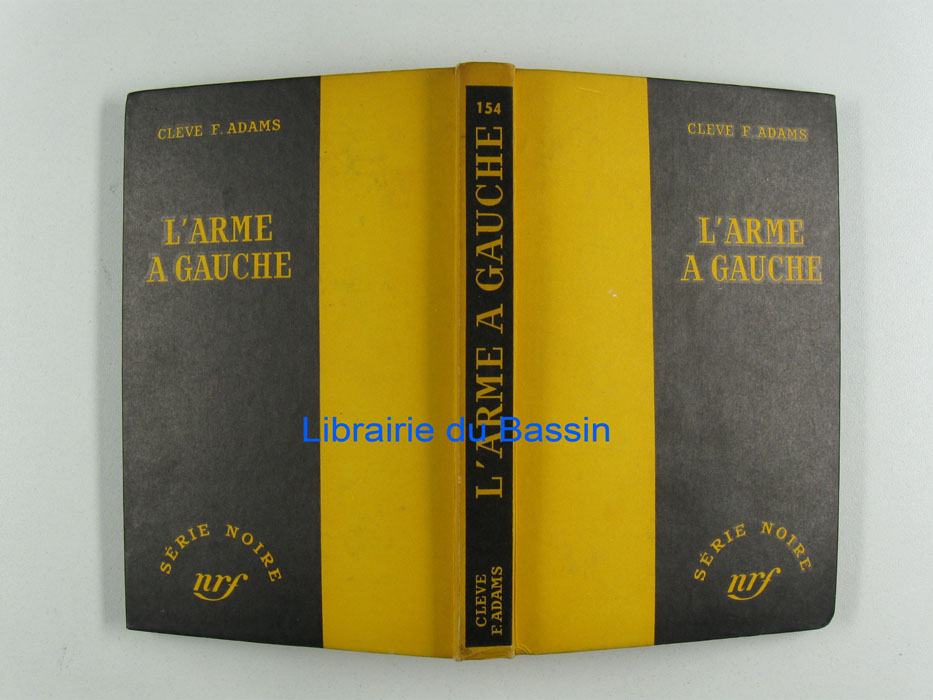 CLEVE F. ADAMS
L'ARME
A GAUCHE
SÉRIE NOIRE
nrf
154
L'ARME A GAUCHE
CLEVE
F. ADAMS
CLEVE F. ADAMS
L'ARME
A GAUCHE
SÉRIE NOIRE
nrf
Librairie du Bassin